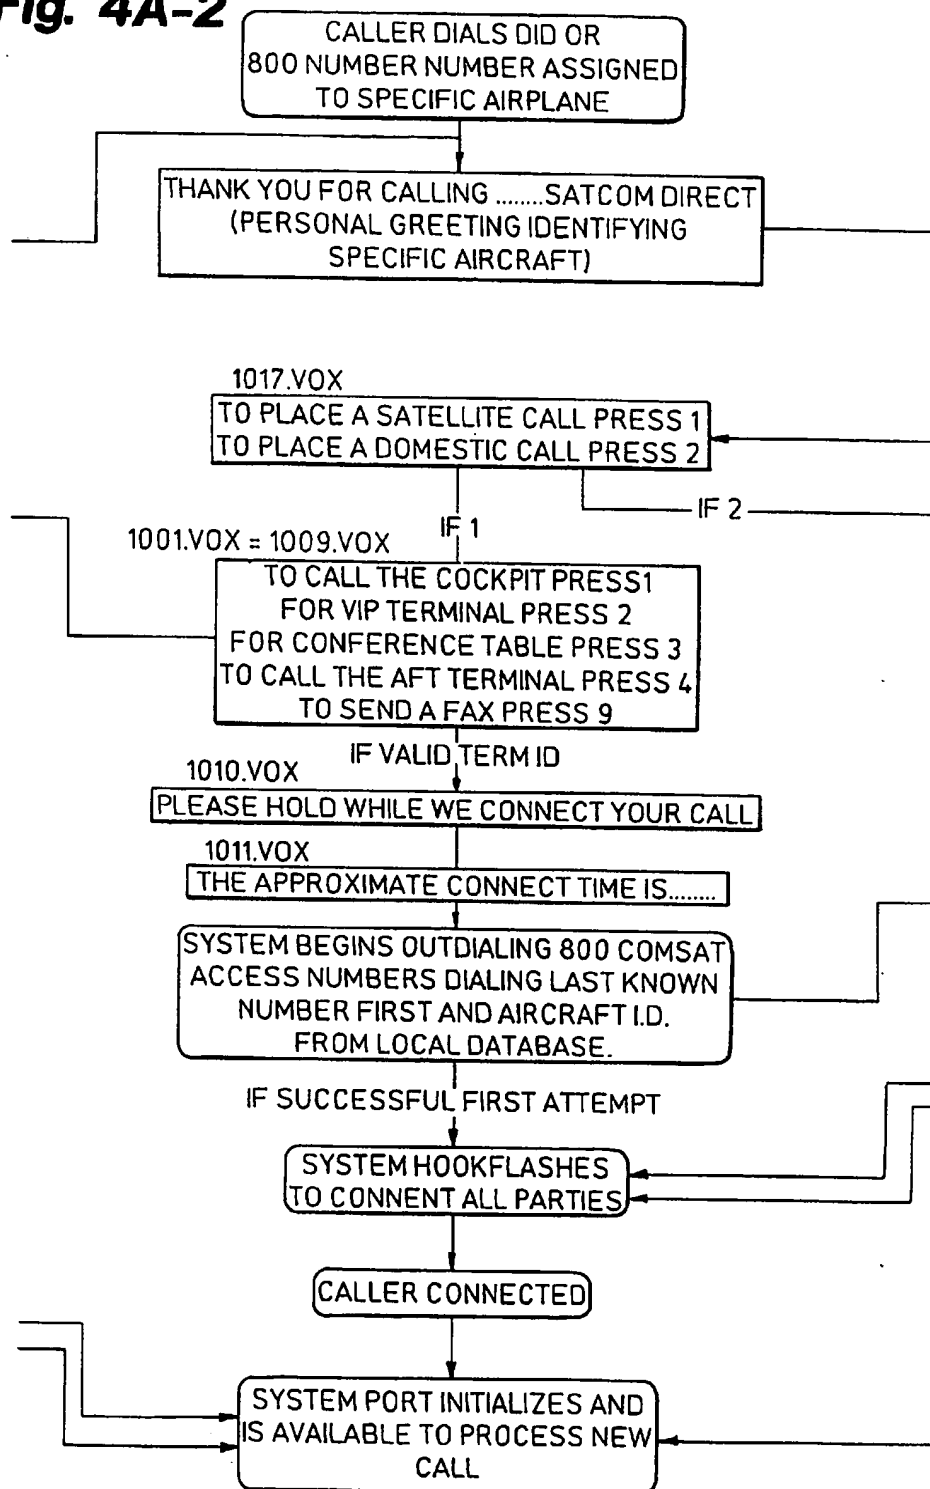 Fig. 4A-2
CALLER DIALS DID OR
800 NUMBER NUMBER ASSIGNED
TO SPECIFIC AIRPLANE
THANK YOU FOR CALLING ........SATCOM DIRECT
(PERSONAL GREETING IDENTIFYING
SPECIFIC AIRCRAFT)
1017.VOX
TO PLACE A SATELLITE CALL PRESS 1
TO PLACE A DOMESTIC CALL PRESS 2
IF 1
IF 2
1001.VOX = 1009.VOX
TO CALL THE COCKPIT PRESS1
FOR VIP TERMINAL PRESS 2
FOR CONFERENCE TABLE PRESS 3
TO CALL THE AFT TERMINAL PRESS 4
TO SEND A FAX PRESS 9
IF VALID TERM ID
1010.VOX
PLEASE HOLD WHILE WE CONNECT YOUR CALL
1011.VOX
THE APPROXIMATE CONNECT TIME IS........
SYSTEM BEGINS OUTDIALING 800 COMSAT
ACCESS NUMBERS DIALING LAST KNOWN
NUMBER FIRST AND AIRCRAFT I.D.
FROM LOCAL DATABASE.
IF SUCCESSFUL FIRST ATTEMPT
SYSTEM HOOKFLASHES
TO CONNENT ALL PARTIES
CALLER CONNECTED
SYSTEM PORT INITIALIZES AND
IS AVAILABLE TO PROCESS NEW
CALL